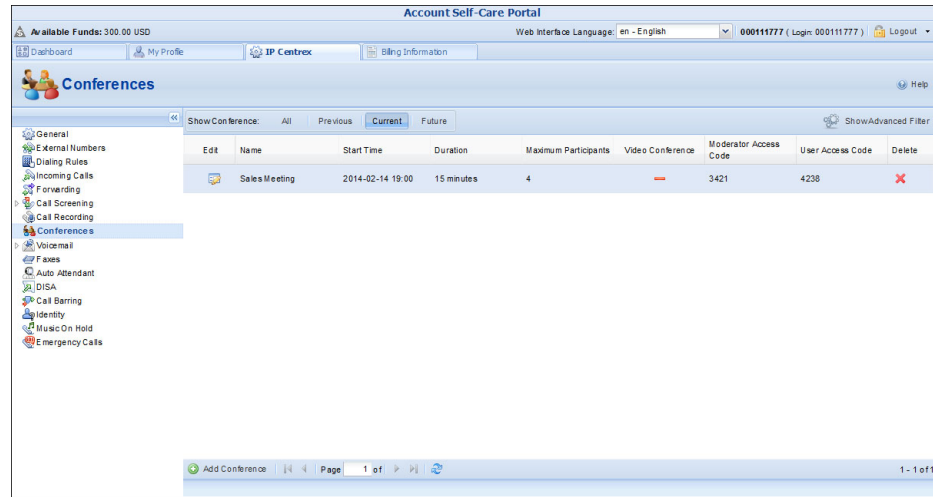 Account Self-Care Portal
Available Funds: 300.00 USD Web Interface Language: en - English 000111777 ( Login: 000111777 ) Logout
Dashboard My Profile IP Centrex Billing Information
Conferences Help
Show Conference: All Previous Current Future Show Advanced Filter
General
External Numbers
Dialing Rules
Incoming Calls
Forwarding
Call Screening
Call Recording
Conferences
Voicemail
Faxes
Auto Attendant
DISA
Call Barring
Identity
Music On Hold
Emergency Calls
Edit Name Start Time Duration Maximum Participants Video Conference Moderator Access Code User Access Code Delete
Sales Meeting 2014-02-14 19:00 15 minutes 4 3421 4238
Add Conference Page 1 of 1 - 1 of 1